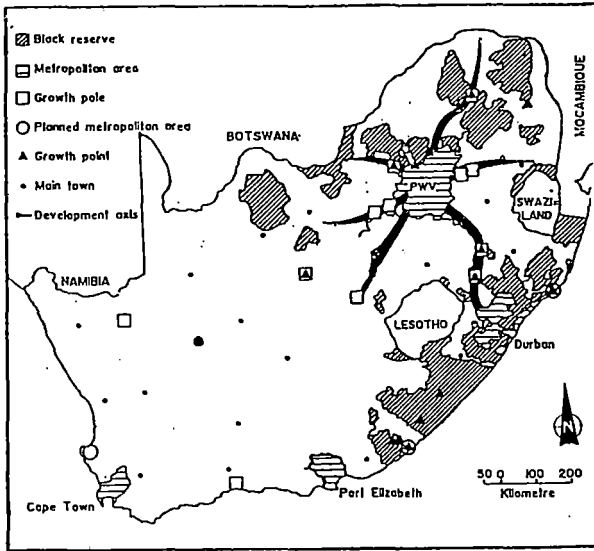 Black reserve
Metropolitan area
Growth pole
Planned metropolitan area
Growth point
Main town
Development axis
BOTSWANA
MOCAMBIQUE
PWV
SWAZI-
LAND
NAMIBIA
LESOTHO
Durban
N
Port Elizabeth
Cape Town
50 0 100 200
Kilometre